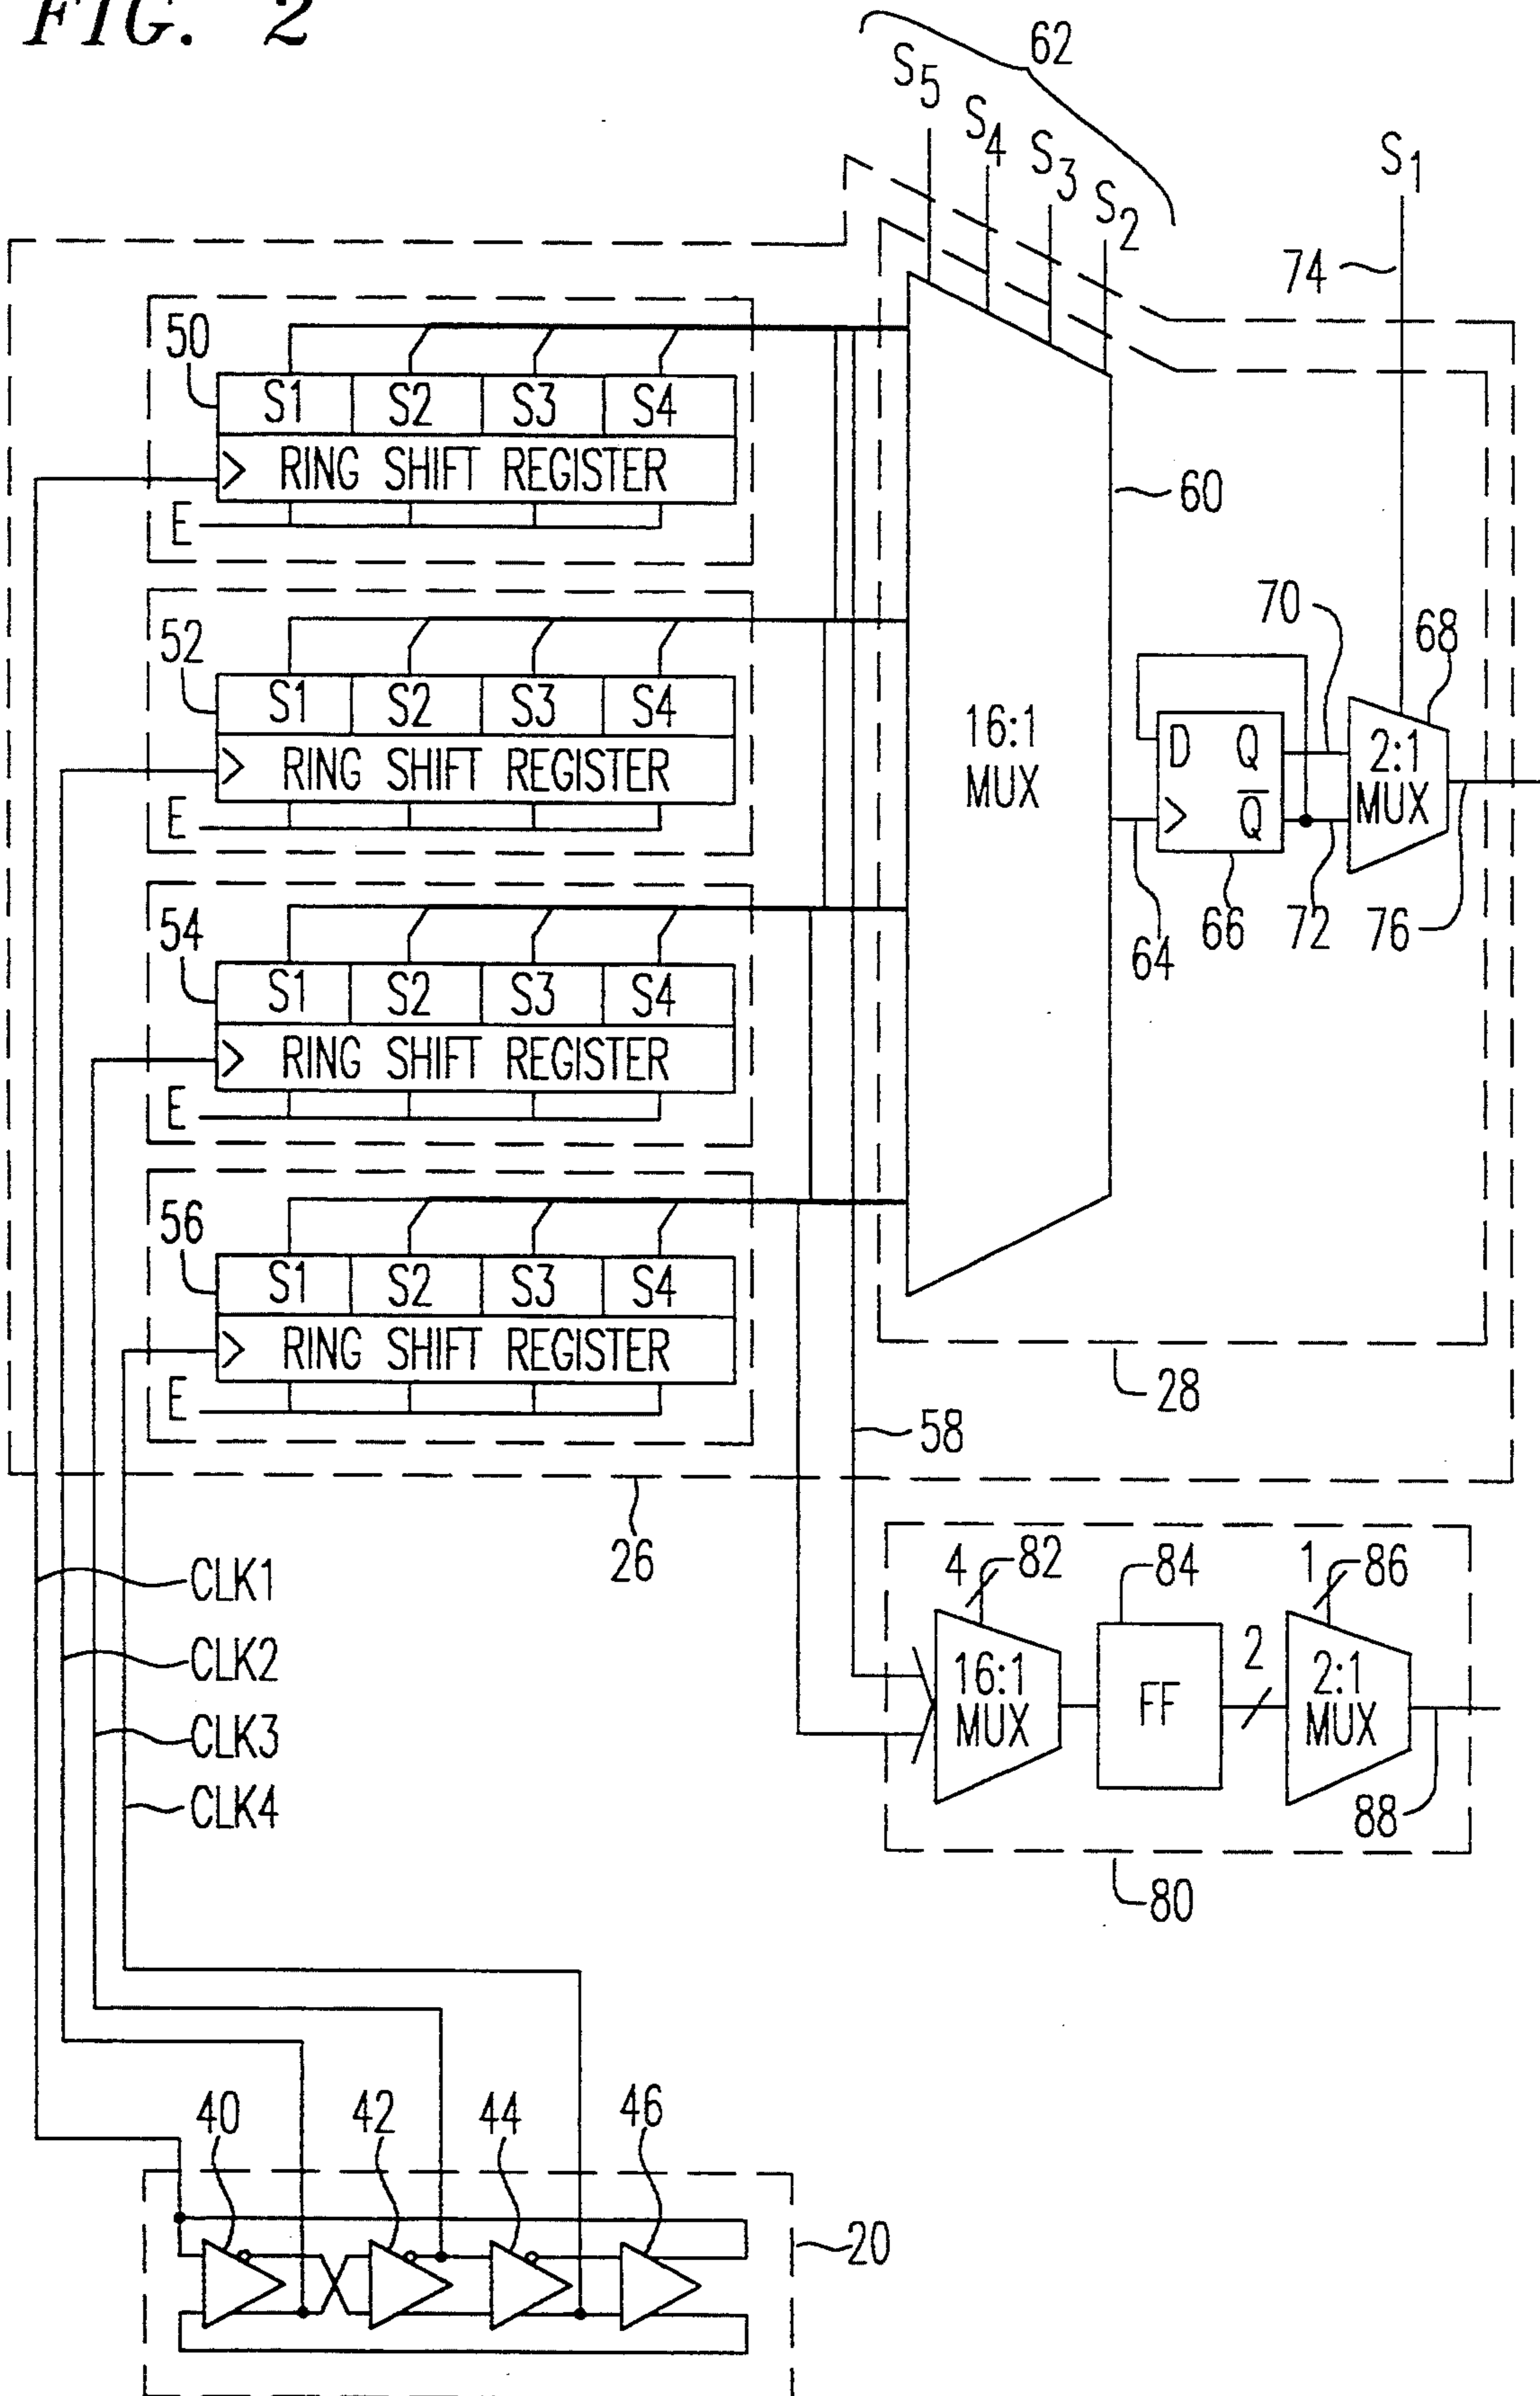 FIG. 2
62
S5
S4
S3
S2
S1
74
50
S1 S2 S3 S4
> RING SHIFT REGISTER
E
60
52
S1 S2 S3 S4
> RING SHIFT REGISTER
E
16:1
MUX
70
68
D Q
> Q̅
2:1
MUX
64
66
72
76
54
S1 S2 S3 S4
> RING SHIFT REGISTER
E
56
S1 S2 S3 S4
> RING SHIFT REGISTER
E
28
58
26
CLK1
CLK2
CLK3
CLK4
4
82
84
1
86
16:1
MUX
FF
2
2:1
MUX
88
80
40
42
44
46
20